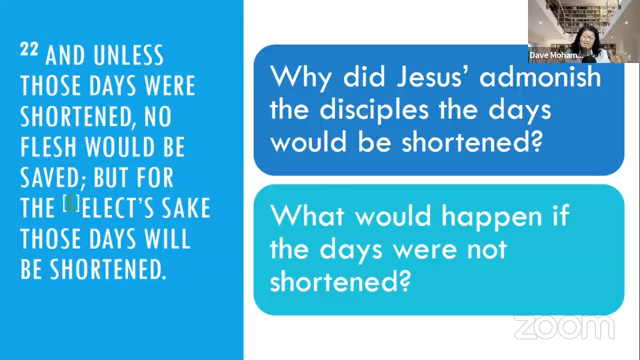 22 AND UNLESS
THOSE DAYS WERE
SHORTENED, NO
FLESH WOULD BE
SAVED; BUT FOR
THE [c]ELECT'S SAKE
THOSE DAYS WILL
BE SHORTENED.
Dave Moham...
Why did Jesus' admonish
the disciples the days
would be shortened?
What would happen if
the days were not
shortened?
zoom